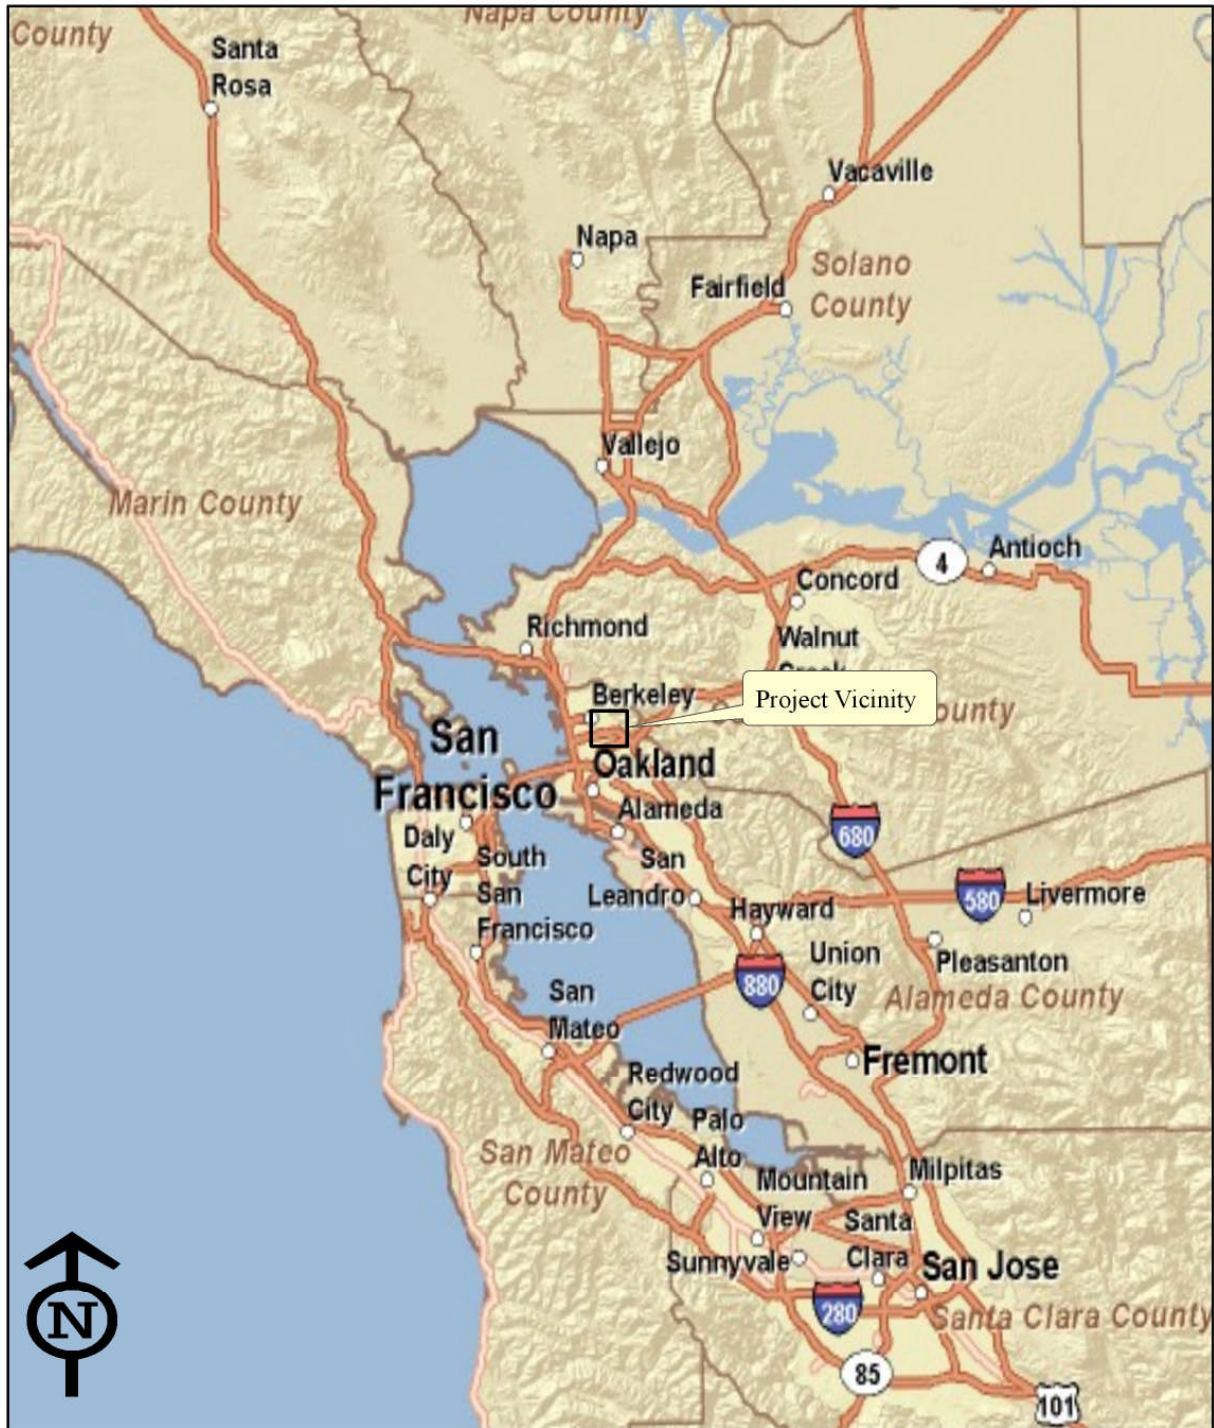 County
Napa County
Santa
Rosa
Vacaville
Napa
Solano
County
Fairfield
Vallejo
Marin County
4
Antioch
Concord
Richmond
Walnut
Creek
Berkeley
Project Vicinity
ounty
San
Francisco
Oakland
Alameda
Daly
City
South
San
Francisco
San
Leandro
680
580
Livermore
Hayward
Union
City
880
Pleasanton
Alameda County
San
Mateo
Fremont
Redwood
City
Palo
Alto
San Mateo
County
Mountain
View
Milpitas
Santa
Clara
Sunnyvale
San Jose
280
Santa Clara County
85
101
N